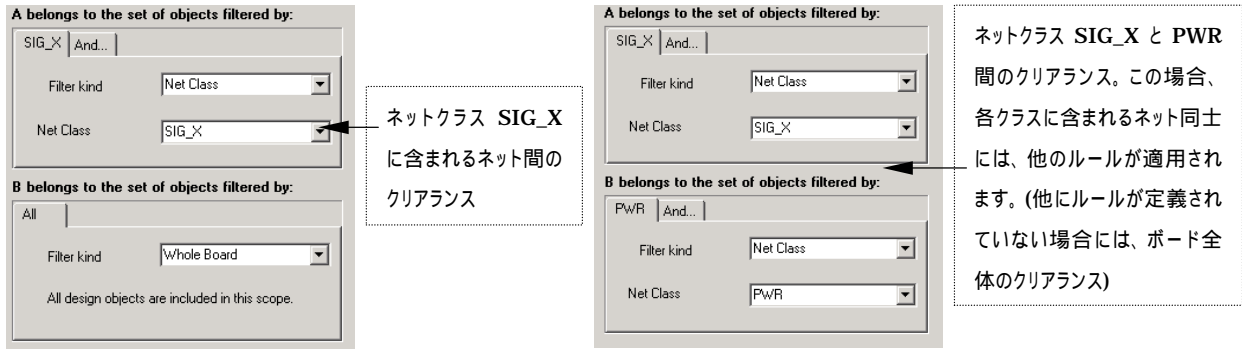 A belongs to the set of objects filtered by:
SIG_X And...
Filter kind Net Class
Net Class SIG_X
B belongs to the set of objects filtered by:
All
Filter kind Whole Board
All design objects are included in this scope.
ネットクラス SIG_X
に含まれるネット間の
クリアランス
A belongs to the set of objects filtered by:
SIG_X And...
Filter kind Net Class
Net Class SIG_X
B belongs to the set of objects filtered by:
PWR And...
Filter kind Net Class
Net Class PWR
ネットクラス SIG_X と PWR
間のクリアランス。この場合、
各クラスに含まれるネット同士
には、他のルールが適用され
ます。(他にルールが定義され
ていない場合には、ボード全
体のクリアランス)